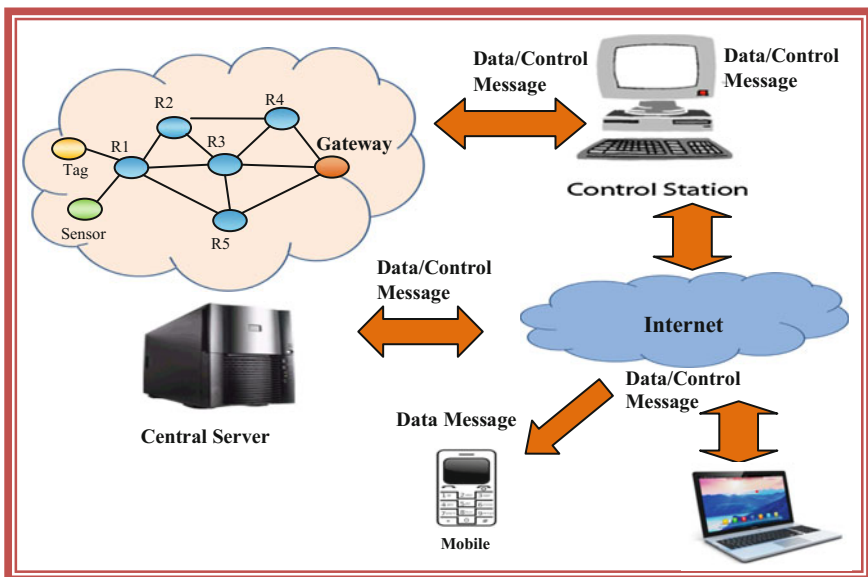 Data/Control
Message
Data/Control
Message
R2
R4
R1
R3
Gateway
Tag
Sensor
R5
Control Station
Data/Control
Message
Internet
Data/Control
Message
Data Message
Central Server
Mobile